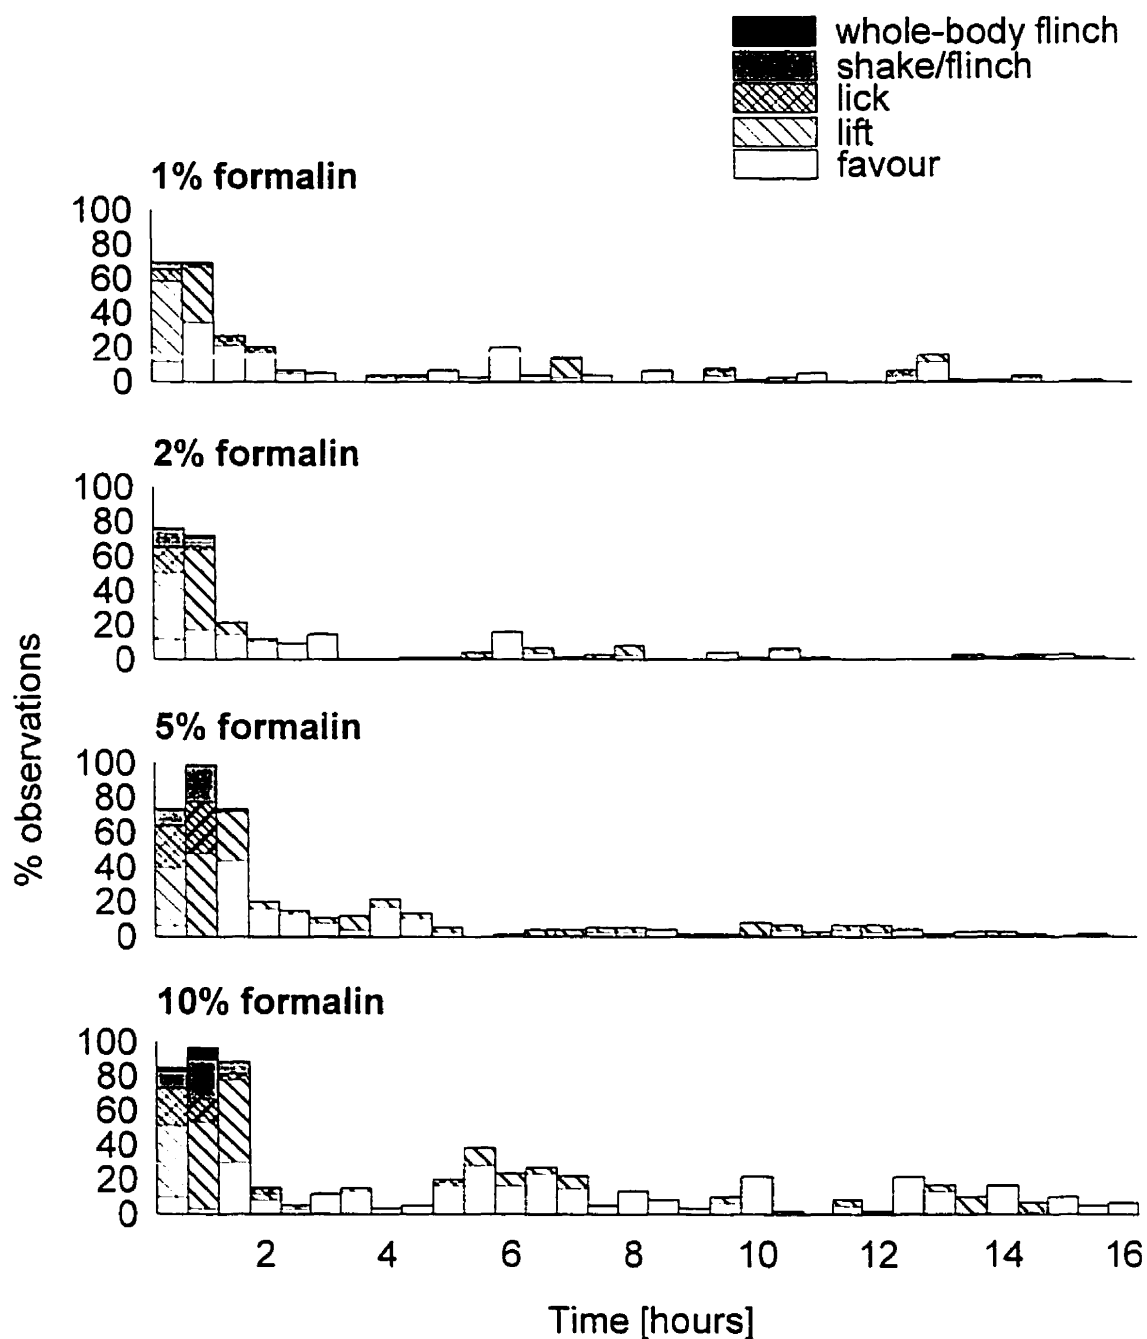 whole-body flinch
shake/flinch
lick
lift
favour
1% formalin
100
80
60
40
20
0
2% formalin
100
80
60
40
20
0
% observations
5% formalin
100
80
60
40
20
0
10% formalin
100
80
60
40
20
0
2 4 6 8 10 12 14 16
Time [hours]